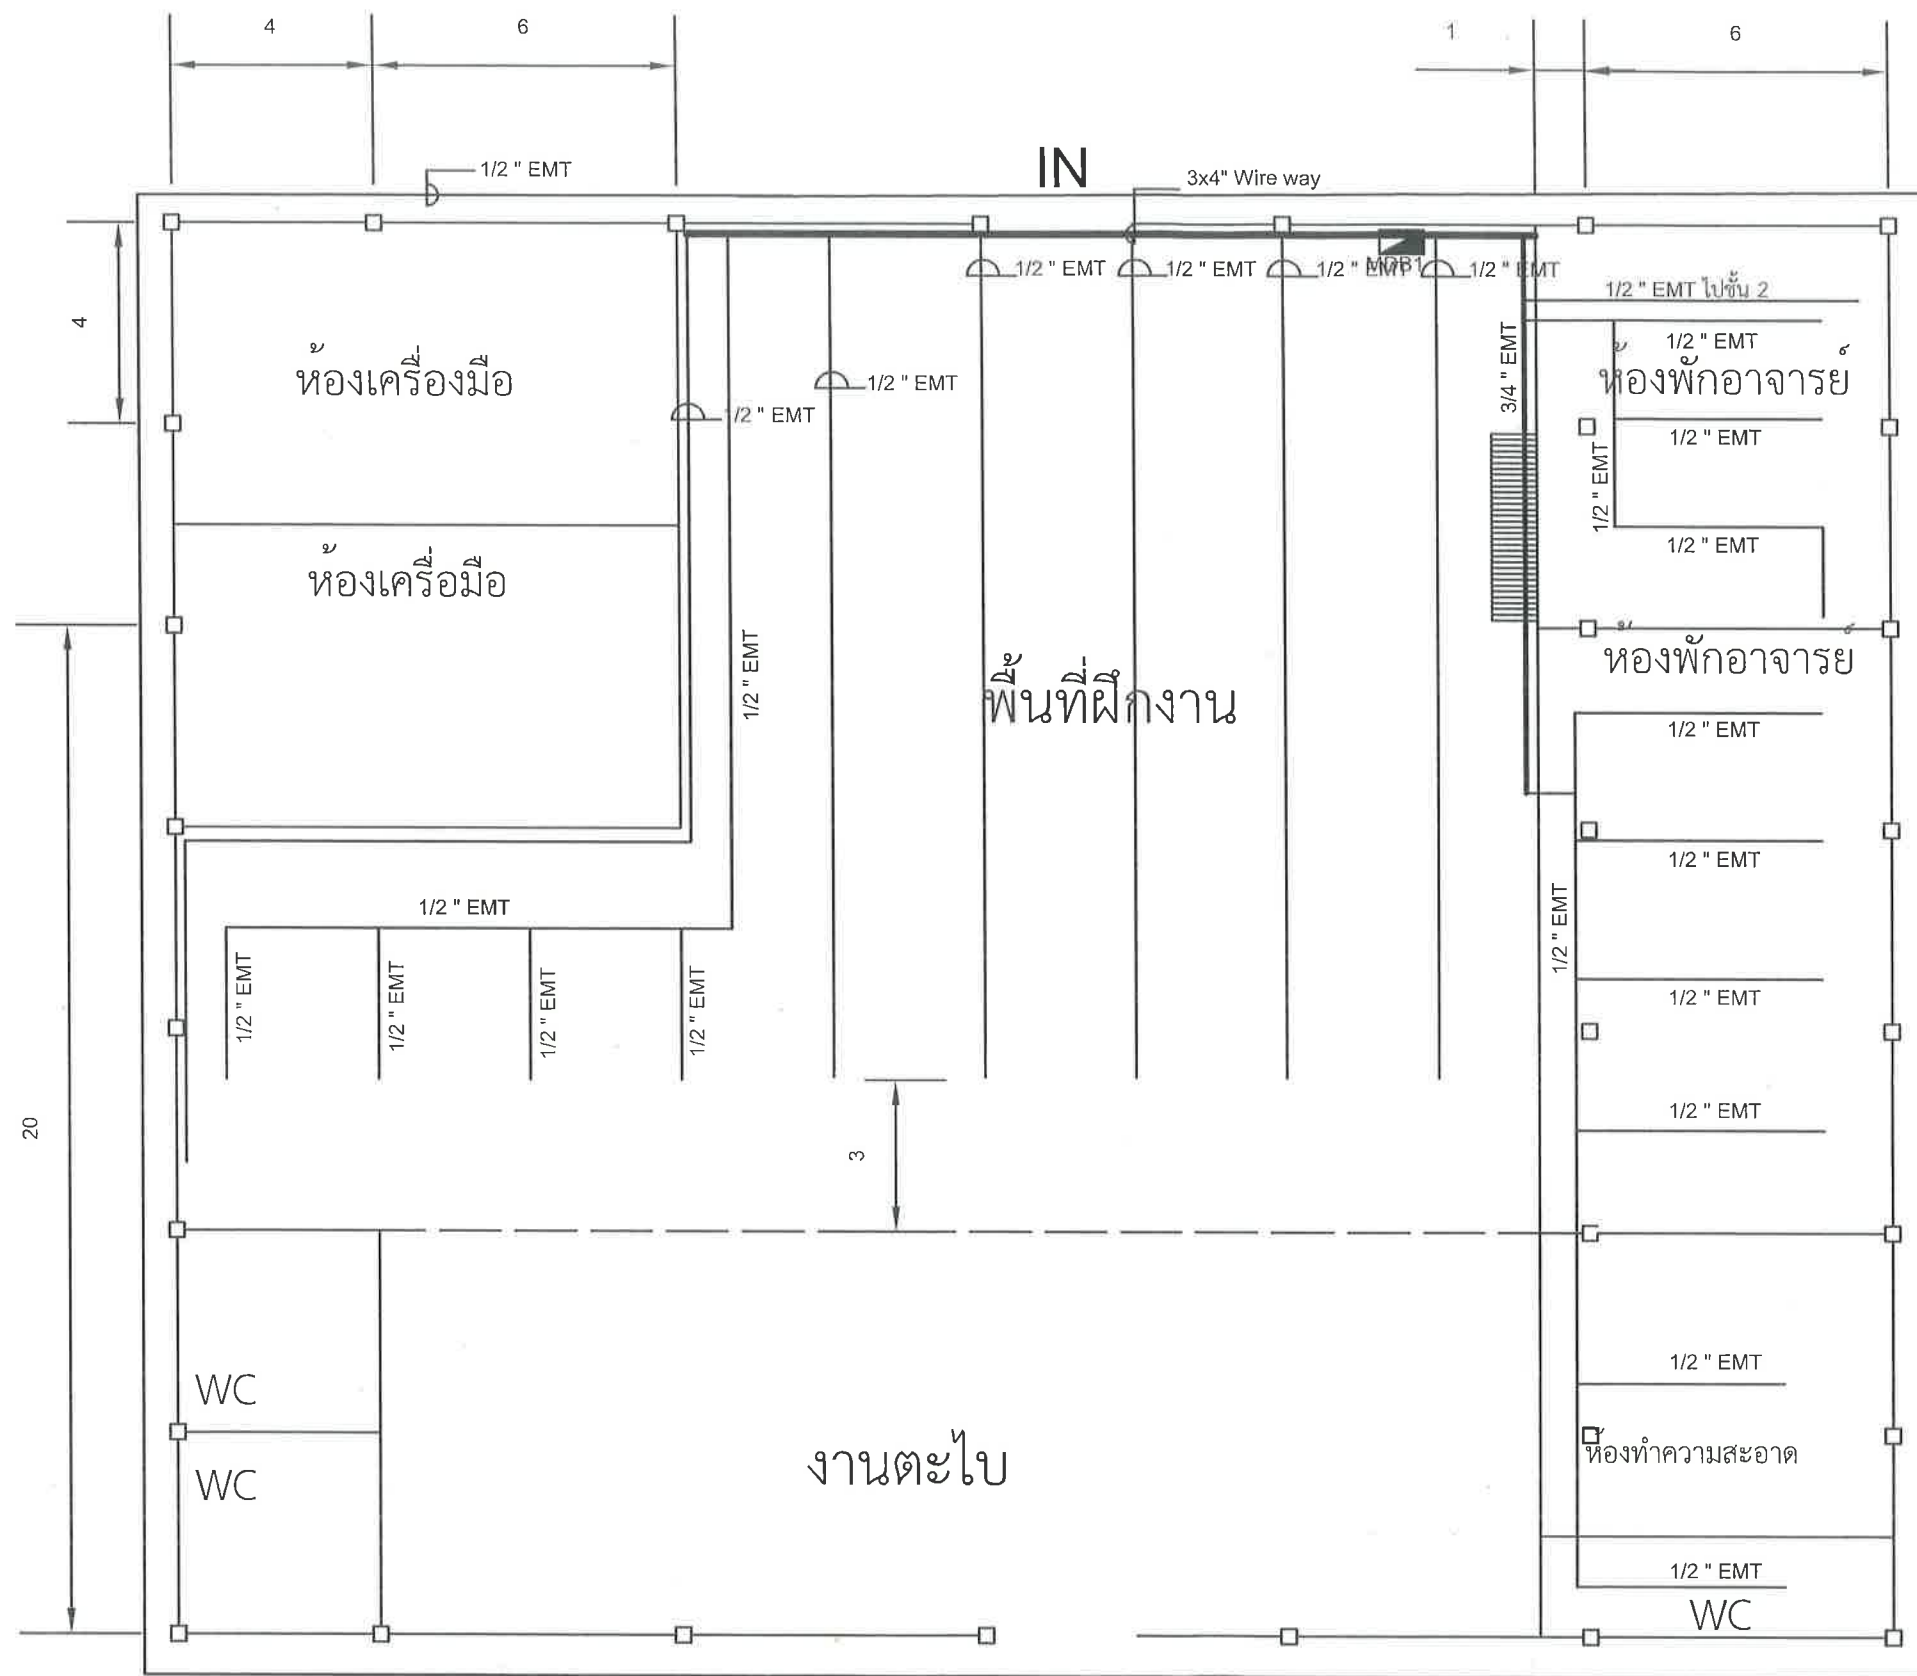 4
6
1
6
1/2 " EMT
IN
3x4" Wire way
1/2 " EMT
1/2 " EMT
1/2 " EMT
MDB1
1/2 " EMT
1/2 " EMT ไปชั้น 2
4
3/4 " EMT
1/2 " EMT
ห้องเครื่องมือ
1/2 " EMT
ห้องพักอาจารย์
1/2 " EMT
1/2 " EMT
1/2 " EMT
1/2 " EMT
ห้องเครื่อมือ
1/2 " EMT
พื้นที่ฝึกงาน
ห้องพักอาจารย์
1/2 " EMT
1/2 " EMT
1/2 " EMT
1/2 " EMT
1/2 " EMT
1/2 " EMT
1/2 " EMT
1/2 " EMT
1/2 " EMT
20
3
1/2 " EMT
1/2 " EMT
WC
งานตะไบ
ห้องทำความสะอาด
WC
1/2 " EMT
WC